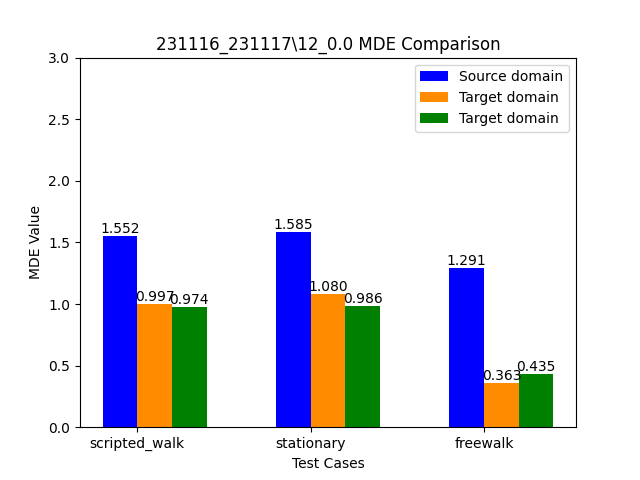 231116_231117\12_0.0 MDE Comparison
Source domain
Target domain
Target domain
MDE Value
3.0
2.5
2.0
1.5
1.0
0.5
0.0
1.552
0.997
0.974
1.585
1.080
0.986
1.291
0.363
0.435
scripted_walk
stationary
freewalk
Test Cases